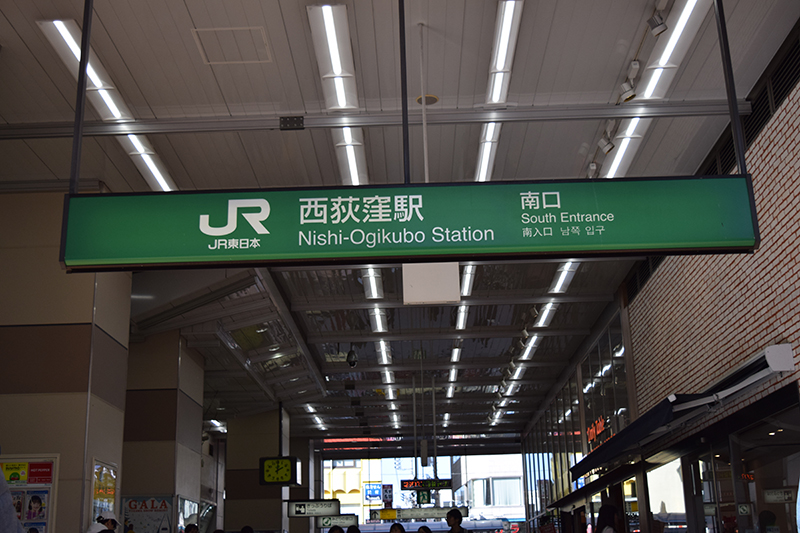 JR
JR東日本
西荻窪駅
Nishi-Ogikubo Station
南口
South Entrance
南入口 남쪽 입구
GALA